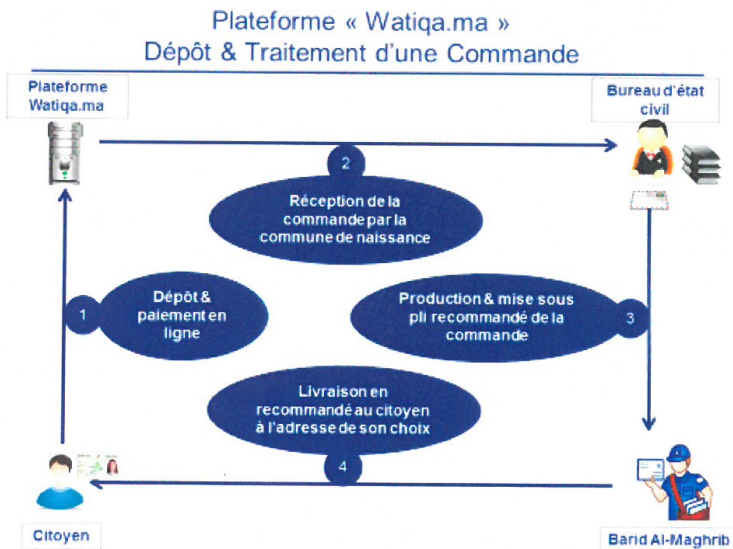 Plateforme « Watiqa.ma »
Dépôt & Traitement d'une Commande
Plateforme
Watiqa.ma
Bureau d'état
civil
2
Réception de la
commande par la
commune de naissance
1
Dépôt &
paiement en
ligne
Production & mise sous
pli recommandé de la
commande
3
Livraison en
recommandé au citoyen
à l'adresse de son choix
4
Citoyen
Barid Al-Maghrib